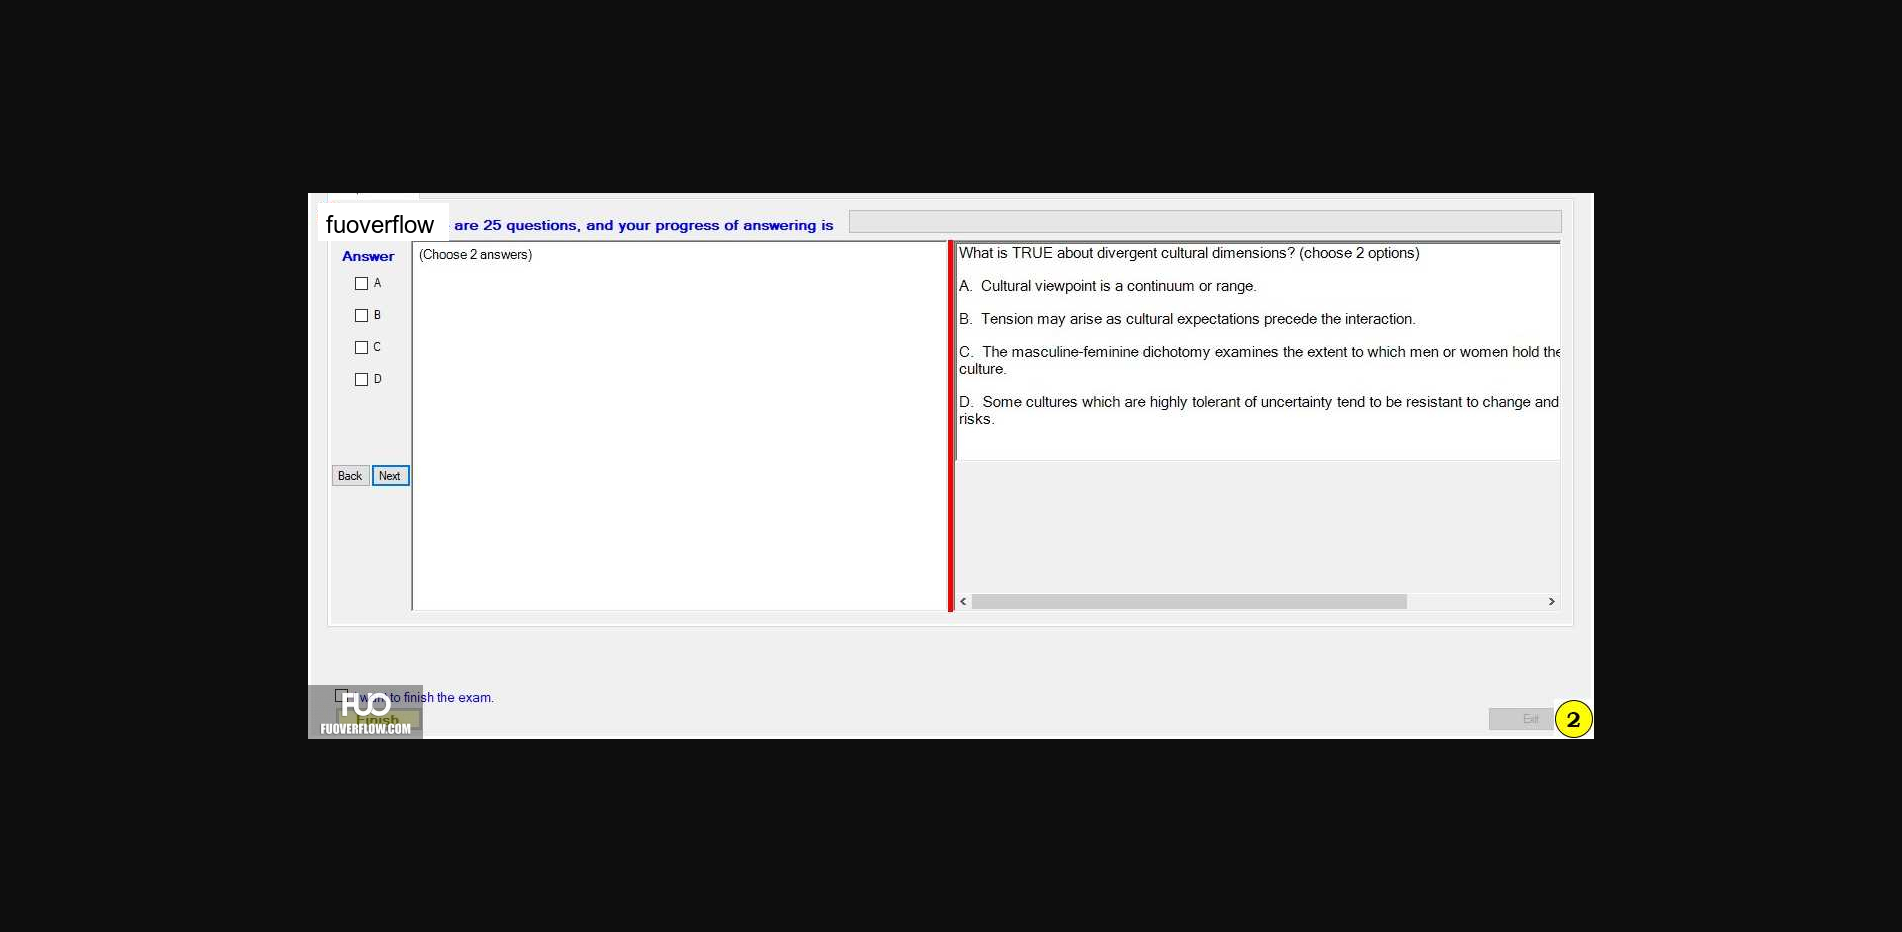 fuoverflow are 25 questions, and your progress of answering is
Answer
(Choose 2 answers)
A
B
C
D
Back Next
What is TRUE about divergent cultural dimensions? (choose 2 options)
A. Cultural viewpoint is a continuum or range.
B. Tension may arise as cultural expectations precede the interaction.
C. The masculine-feminine dichotomy examines the extent to which men or women hold the
culture.
D. Some cultures which are highly tolerant of uncertainty tend to be resistant to change and
risks.
want to finish the exam.
Finish
FUO
FUOVERFLOW.COM
Exit
2